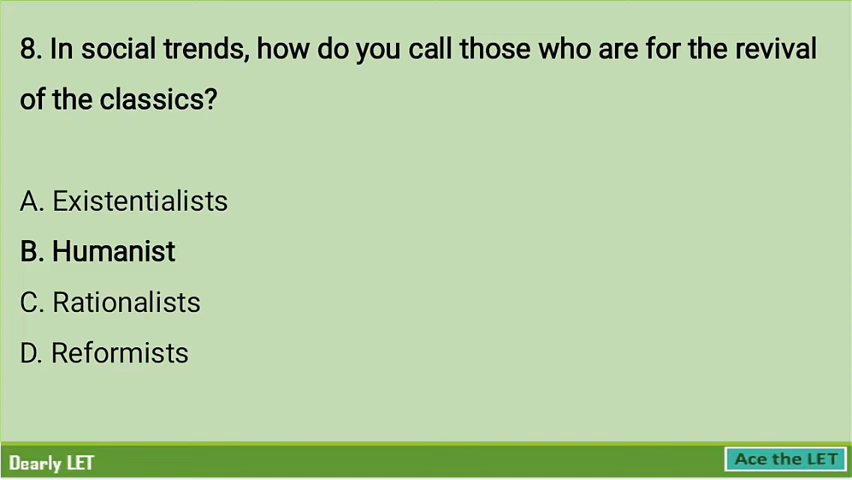 8. In social trends, how do you call those who are for the revival
of the classics?
A. Existentialists
B. Humanist
C. Rationalists
D. Reformists
Dearly LET
Ace the LET